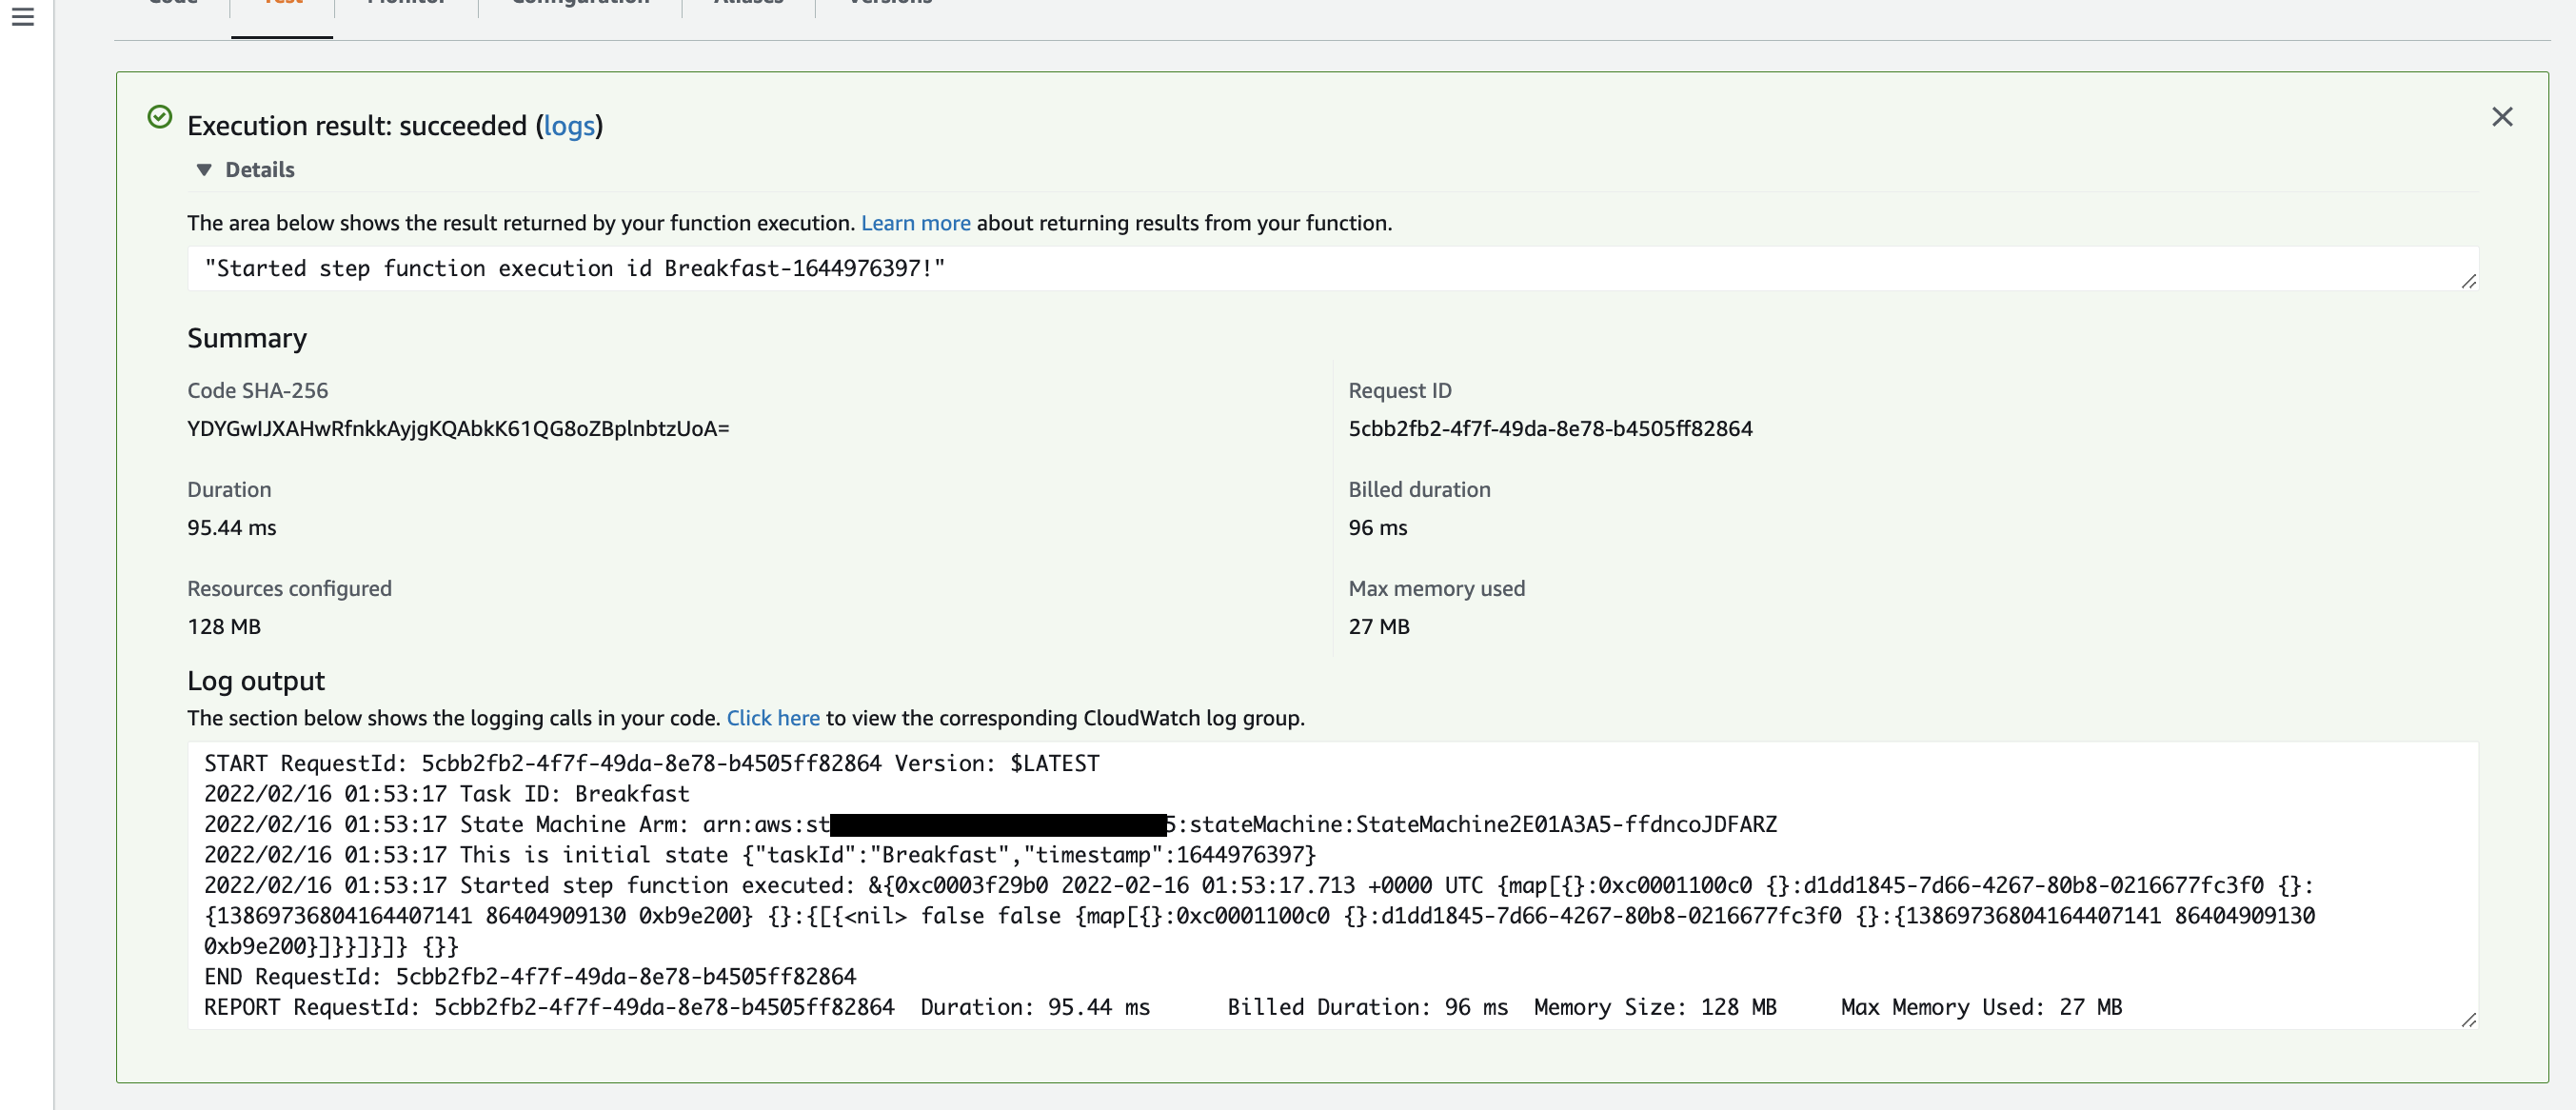 Code Test Monitor Configuration Aliases Versions
Execution result: succeeded (logs)
Details
The area below shows the result returned by your function execution. Learn more about returning results from your function.
"Started step function execution id Breakfast-1644976397!"
Summary
Code SHA-256
YDYGwIJXAHwRfnkkAyjgKQAbkK61QG8oZBplnbtzUoA=
Request ID
5cbb2fb2-4f7f-49da-8e78-b4505ff82864
Duration
95.44 ms
Billed duration
96 ms
Resources configured
128 MB
Max memory used
27 MB
Log output
The section below shows the logging calls in your code. Click here to view the corresponding CloudWatch log group.
START RequestId: 5cbb2fb2-4f7f-49da-8e78-b4505ff82864 Version: $LATEST
2022/02/16 01:53:17 Task ID: Breakfast
2022/02/16 01:53:17 State Machine Arm: arn:aws:st 5:stateMachine:StateMachine2E01A3A5-ffdncoJDFARZ
2022/02/16 01:53:17 This is initial state {"taskId":"Breakfast","timestamp":1644976397}
2022/02/16 01:53:17 Started step function executed: &{0xc0003f29b0 2022-02-16 01:53:17.713 +0000 UTC {map[{}:0xc0001100c0 {}:d1dd1845-7d66-4267-80b8-0216677fc3f0 {}:
{13869736804164407141 86404909130 0xb9e200} {}:{[{<nil> false false {map[{}:0xc0001100c0 {}:d1dd1845-7d66-4267-80b8-0216677fc3f0 {}:{13869736804164407141 86404909130
0xb9e200}]}}]}]} {}}
END RequestId: 5cbb2fb2-4f7f-49da-8e78-b4505ff82864
REPORT RequestId: 5cbb2fb2-4f7f-49da-8e78-b4505ff82864 Duration: 95.44 ms Billed Duration: 96 ms Memory Size: 128 MB Max Memory Used: 27 MB